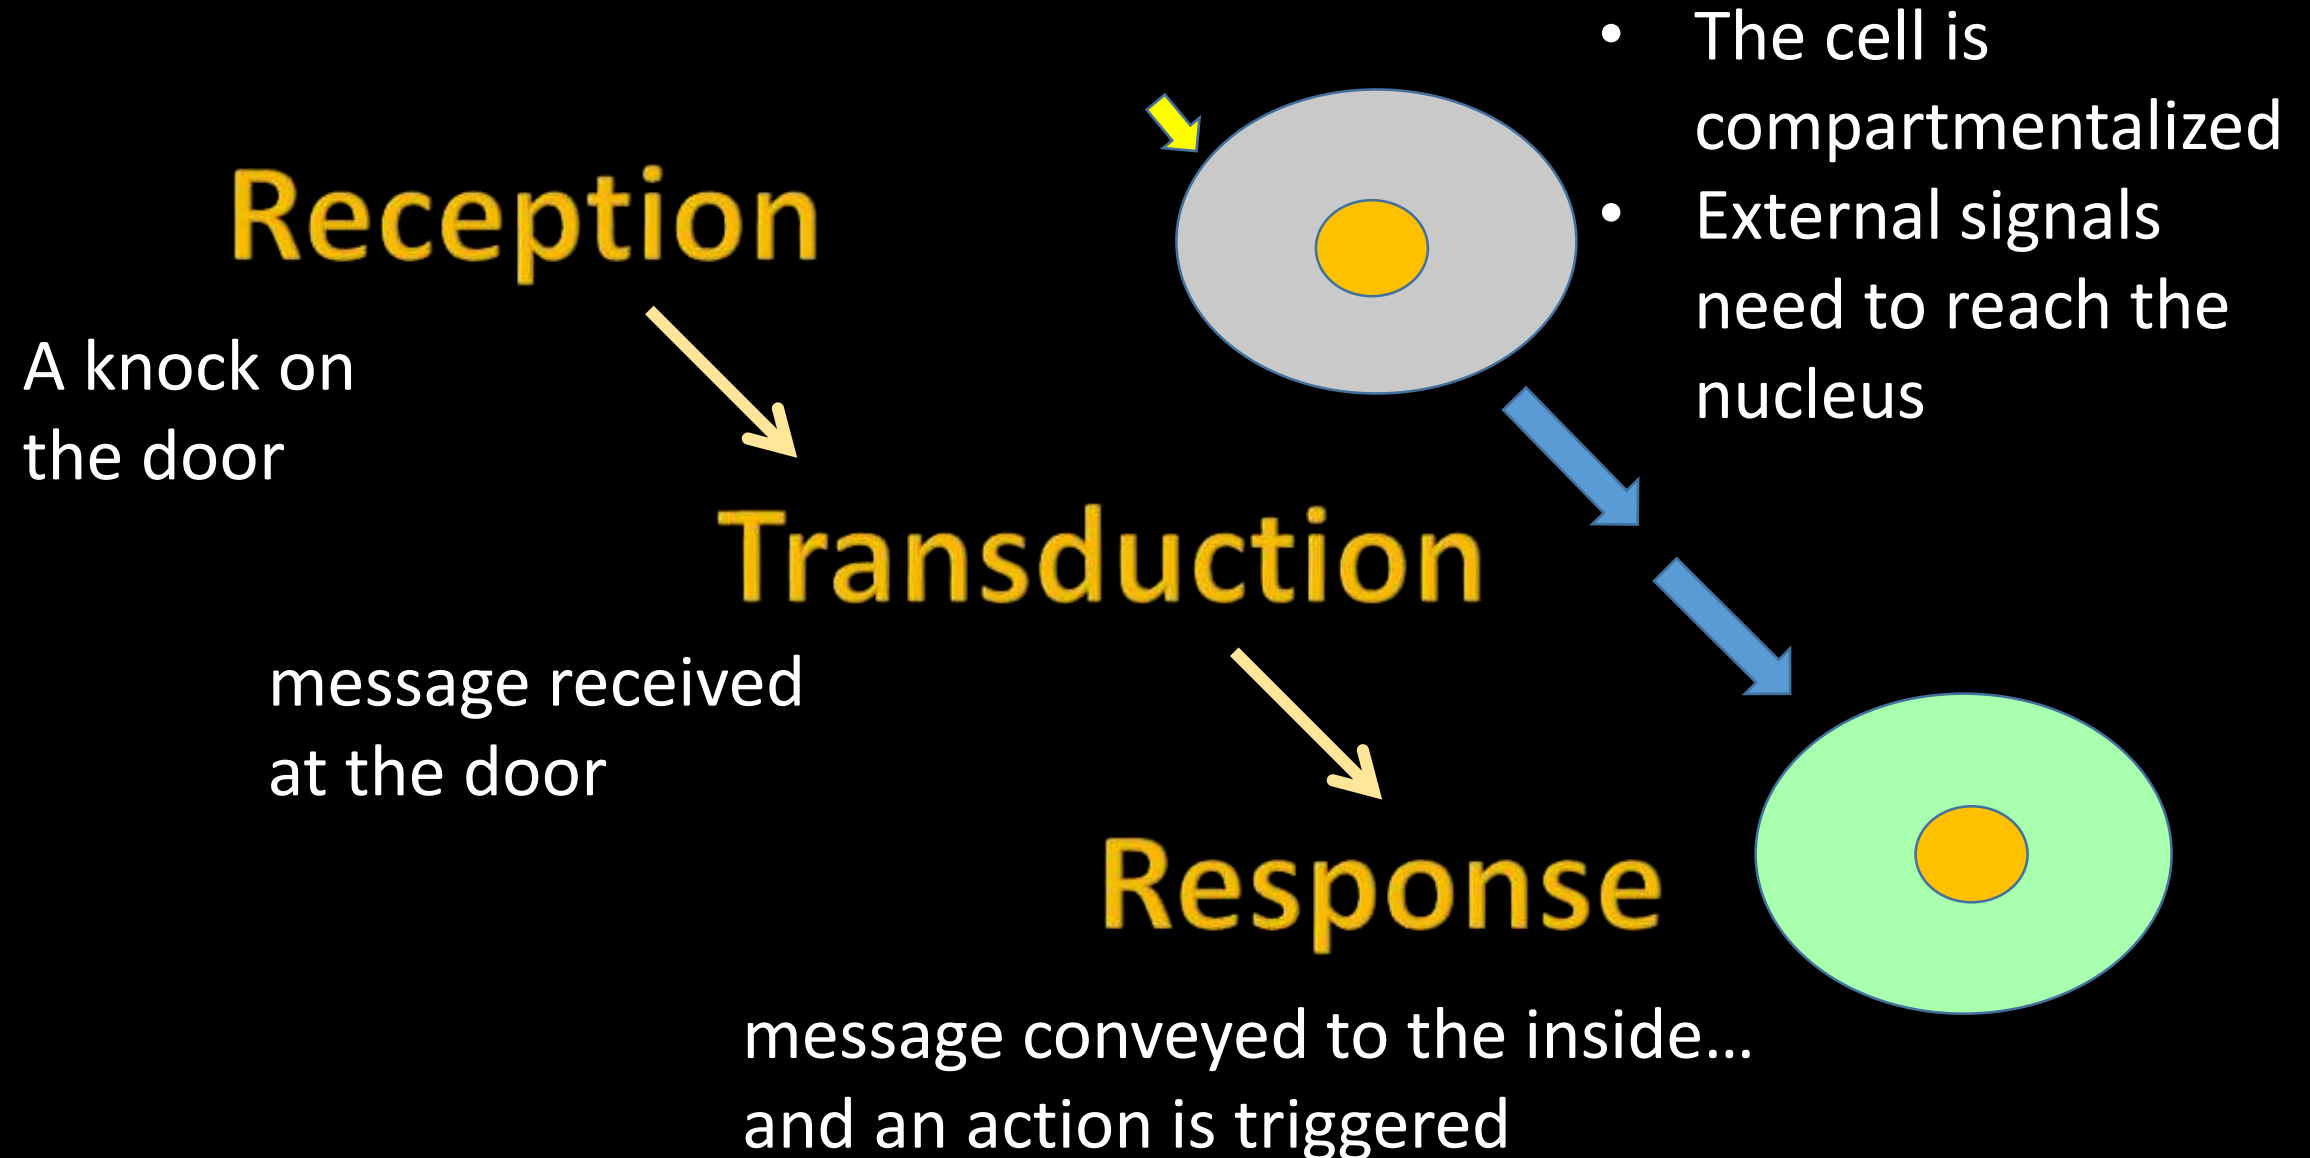 Reception
A knock on
the door
Transduction
message received
at the door
Response
message conveyed to the inside...
and an action is triggered
• The cell is
compartmentalized
• External signals
need to reach the
nucleus